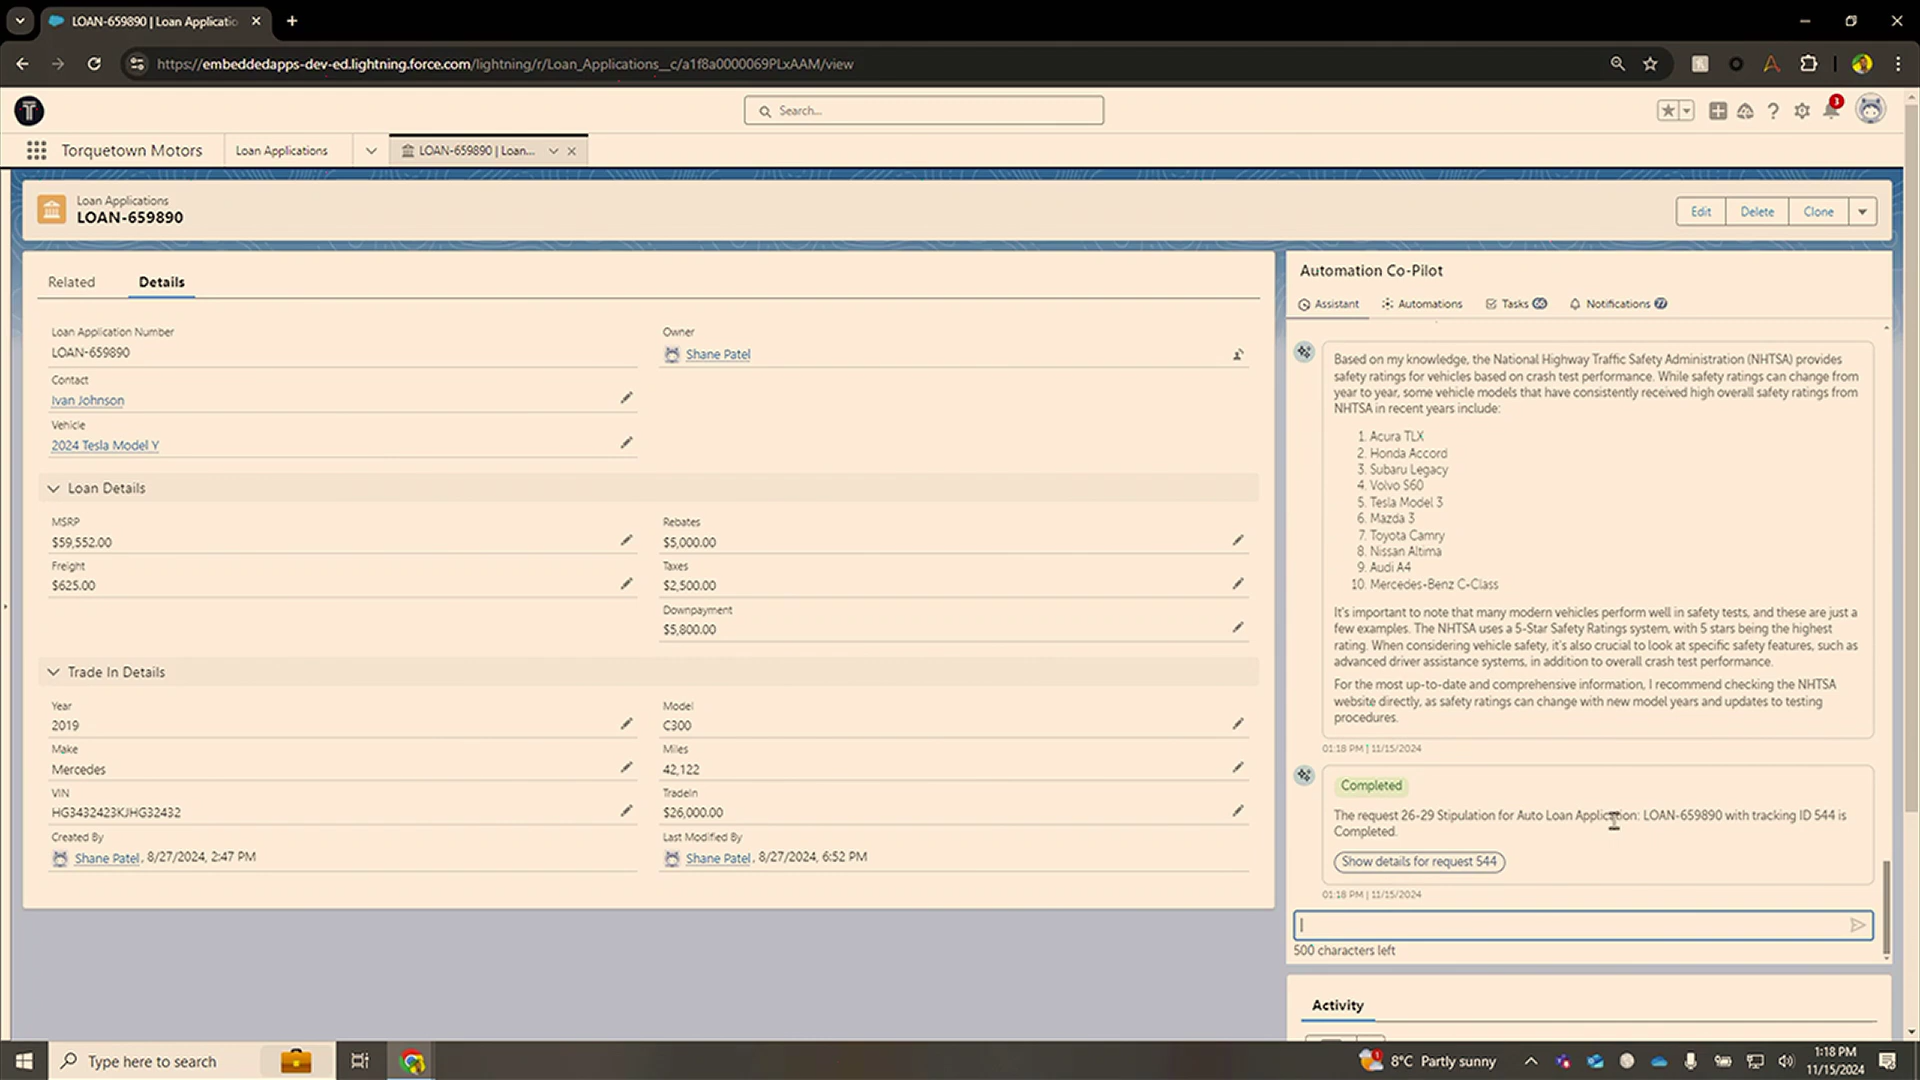 LOAN-659890 | Loan Applicatio
https://embeddedapps-dev-ed.lightning.force.com/lightning/r/Loan_Applications__c/a1f8a0000069PLxAAM/view
Search...
3
Torquetown Motors
Loan Applications
LOAN-659890 | Loan...
Loan Applications
LOAN-659890
Edit
Delete
Clone
Related
Details
Loan Application Number
LOAN-659890
Owner
Shane Patel
Contact
Ivan Johnson
Vehicle
2024 Tesla Model Y
Loan Details
MSRP
$59,552.00
Rebates
$5,000.00
Freight
$625.00
Taxes
$2,500.00
Downpayment
$5,800.00
Trade In Details
Year
2019
Model
C300
Make
Mercedes
Miles
42,122
VIN
HG3432423KJHG32432
TradeIn
$26,000.00
Created By
Shane Patel, 8/27/2024, 2:47 PM
Last Modified By
Shane Patel, 8/27/2024, 6:52 PM
Automation Co-Pilot
Assistant
Automations
Tasks 66
Notifications 77
Based on my knowledge, the National Highway Traffic Safety Administration (NHTSA) provides
safety ratings for vehicles based on crash test performance. While safety ratings can change from
year to year, some vehicle models that have consistently received high overall safety ratings from
NHTSA in recent years include:
1. Acura TLX
2. Honda Accord
3. Subaru Legacy
4. Volvo S60
5. Tesla Model 3
6. Mazda 3
7. Toyota Camry
8. Nissan Altima
9. Audi A4
10. Mercedes-Benz C-Class
It's important to note that many modern vehicles perform well in safety tests, and these are just a
few examples. The NHTSA uses a 5-Star Safety Ratings system, with 5 stars being the highest
rating. When considering vehicle safety, it's also crucial to look at specific safety features, such as
advanced driver assistance systems, in addition to overall crash test performance.
For the most up-to-date and comprehensive information, I recommend checking the NHTSA
website directly, as safety ratings can change with new model years and updates to testing
procedures.
01:18 PM | 11/15/2024
Completed
The request 26-29 Stipulation for Auto Loan Application: LOAN-659890 with tracking ID 544 is
Completed.
Show details for request 544
01:18 PM | 11/15/2024
500 characters left
Activity
Type here to search
1
8°C Partly sunny
1:18 PM
11/15/2024